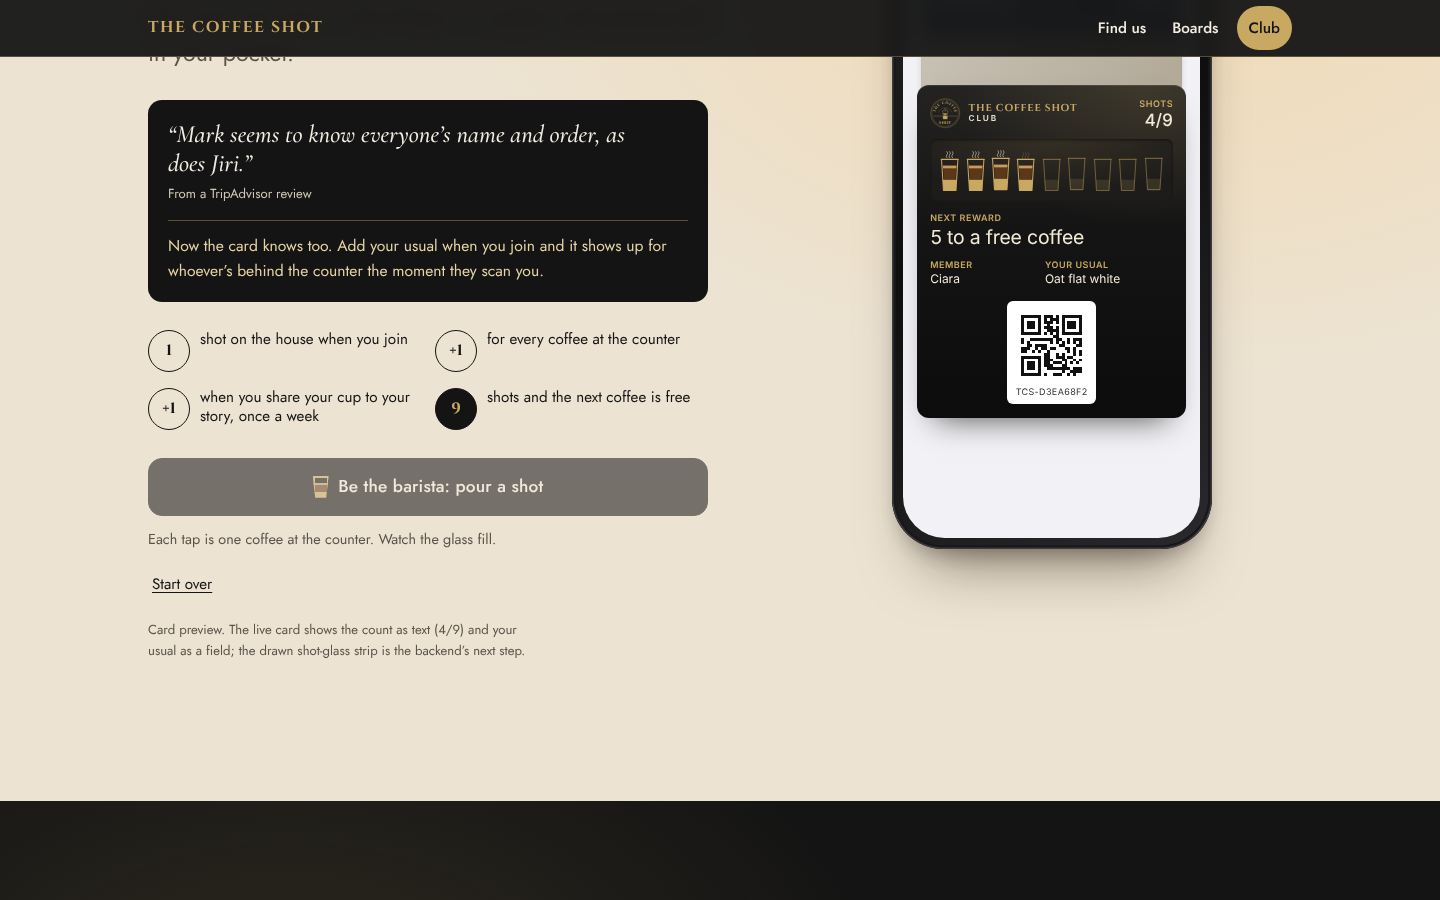 THE COFFEE SHOT
Find us
Boards
Club
in your pocket.
“Mark seems to know everyone’s name and order, as
does Jiri.”
From a TripAdvisor review
Now the card knows too. Add your usual when you join and it shows up for
whoever’s behind the counter the moment they scan you.
1 shot on the house when you join
+1 for every coffee at the counter
+1 when you share your cup to your
story, once a week
9 shots and the next coffee is free
Be the barista: pour a shot
Each tap is one coffee at the counter. Watch the glass fill.
Start over
Card preview. The live card shows the count as text (4/9) and your
usual as a field; the drawn shot-glass strip is the backend’s next step.
THE COFFEE SHOT
CLUB
SHOTS
4/9
NEXT REWARD
5 to a free coffee
MEMBER
Ciara
YOUR USUAL
Oat flat white
TCS-D3EA68F2